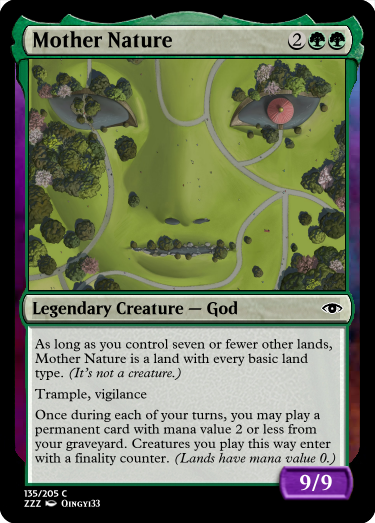 Mother Nature 2
Legendary Creature — God
As long as you control seven or fewer other lands,
Mother Nature is a land with every basic land
type. (It's not a creature.)
Trample, vigilance
Once during each of your turns, you may play a
permanent card with mana value 2 or less from
your graveyard. Creatures you play this way enter
with a finality counter. (Lands have mana value 0.)
9/9
135/205 C
ZZZ Oingyi33